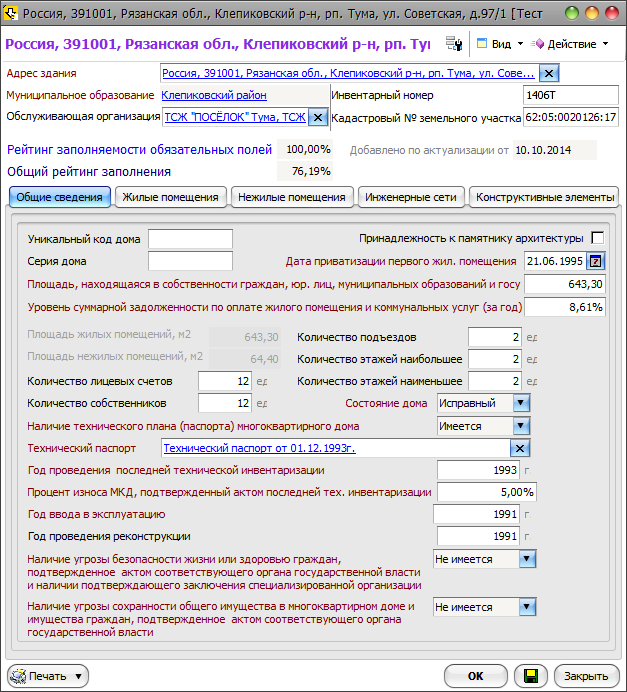 Россия, 391001, Рязанская обл., Клепиковский р-н, рп. Тума, ул. Советская, д.97/1 [Тест
Россия, 391001, Рязанская обл., Клепиковский р-н, рп. Тум
Вид
Действие
Адрес здания
Россия, 391001, Рязанская обл., Клепиковский р-н, рп. Тума, ул. Сове...
Муниципальное образование
Клепиковский район
Инвентарный номер
1406Т
Обслуживающая организация
ТСЖ "ПОСЁЛОК" Тума, ТСЖ
Кадастровый № земельного участка
62:05:0020126:17
Рейтинг заполняемости обязательных полей
100,00%
Добавлено по актуализации от
10.10.2014
Общий рейтинг заполнения
76,19%
Общие сведения
Жилые помещения
Нежилые помещения
Инженерные сети
Конструктивные элементы
Уникальный код дома
Принадлежность к памятнику архитектуры
Серия дома
Дата приватизации первого жил. помещения
21.06.1995
Площадь, находящаяся в собственности граждан, юр. лиц, муниципальных образований и госу
643,30
Уровень суммарной задолженности по оплате жилого помещения и коммунальных услуг (за год)
8,61%
Площадь жилых помещений, м2
643,30
Количество подъездов
2
ед
Площадь нежилых помещений, м2
64,40
Количество этажей наибольшее
2
ед
Количество лицевых счетов
12
ед
Количество этажей наименьшее
2
ед
Количество собственников
12
ед
Состояние дома
Исправный
Наличие технического плана (паспорта) многоквартирного дома
Имеется
Технический паспорт
Технический паспорт от 01.12.1993г.
Год проведения последней технической инвентаризации
1993
г
Процент износа МКД, подтвержденный актом последней тех. инвентаризации
5,00%
Год ввода в эксплуатацию
1991
г
Год проведения реконструкции
1991
г
Наличие угрозы безопасности жизни или здоровью граждан,
подтвержденное актом соответствующего органа государственной власти
и наличии подтверждающего заключения специализированной организации
Не имеется
Наличие угрозы сохранности общего имущества в многоквартирном доме и
имущества граждан, подтвержденное актом соответствующего органа
государственной власти
Не имеется
Печать
ОК
Закрыть